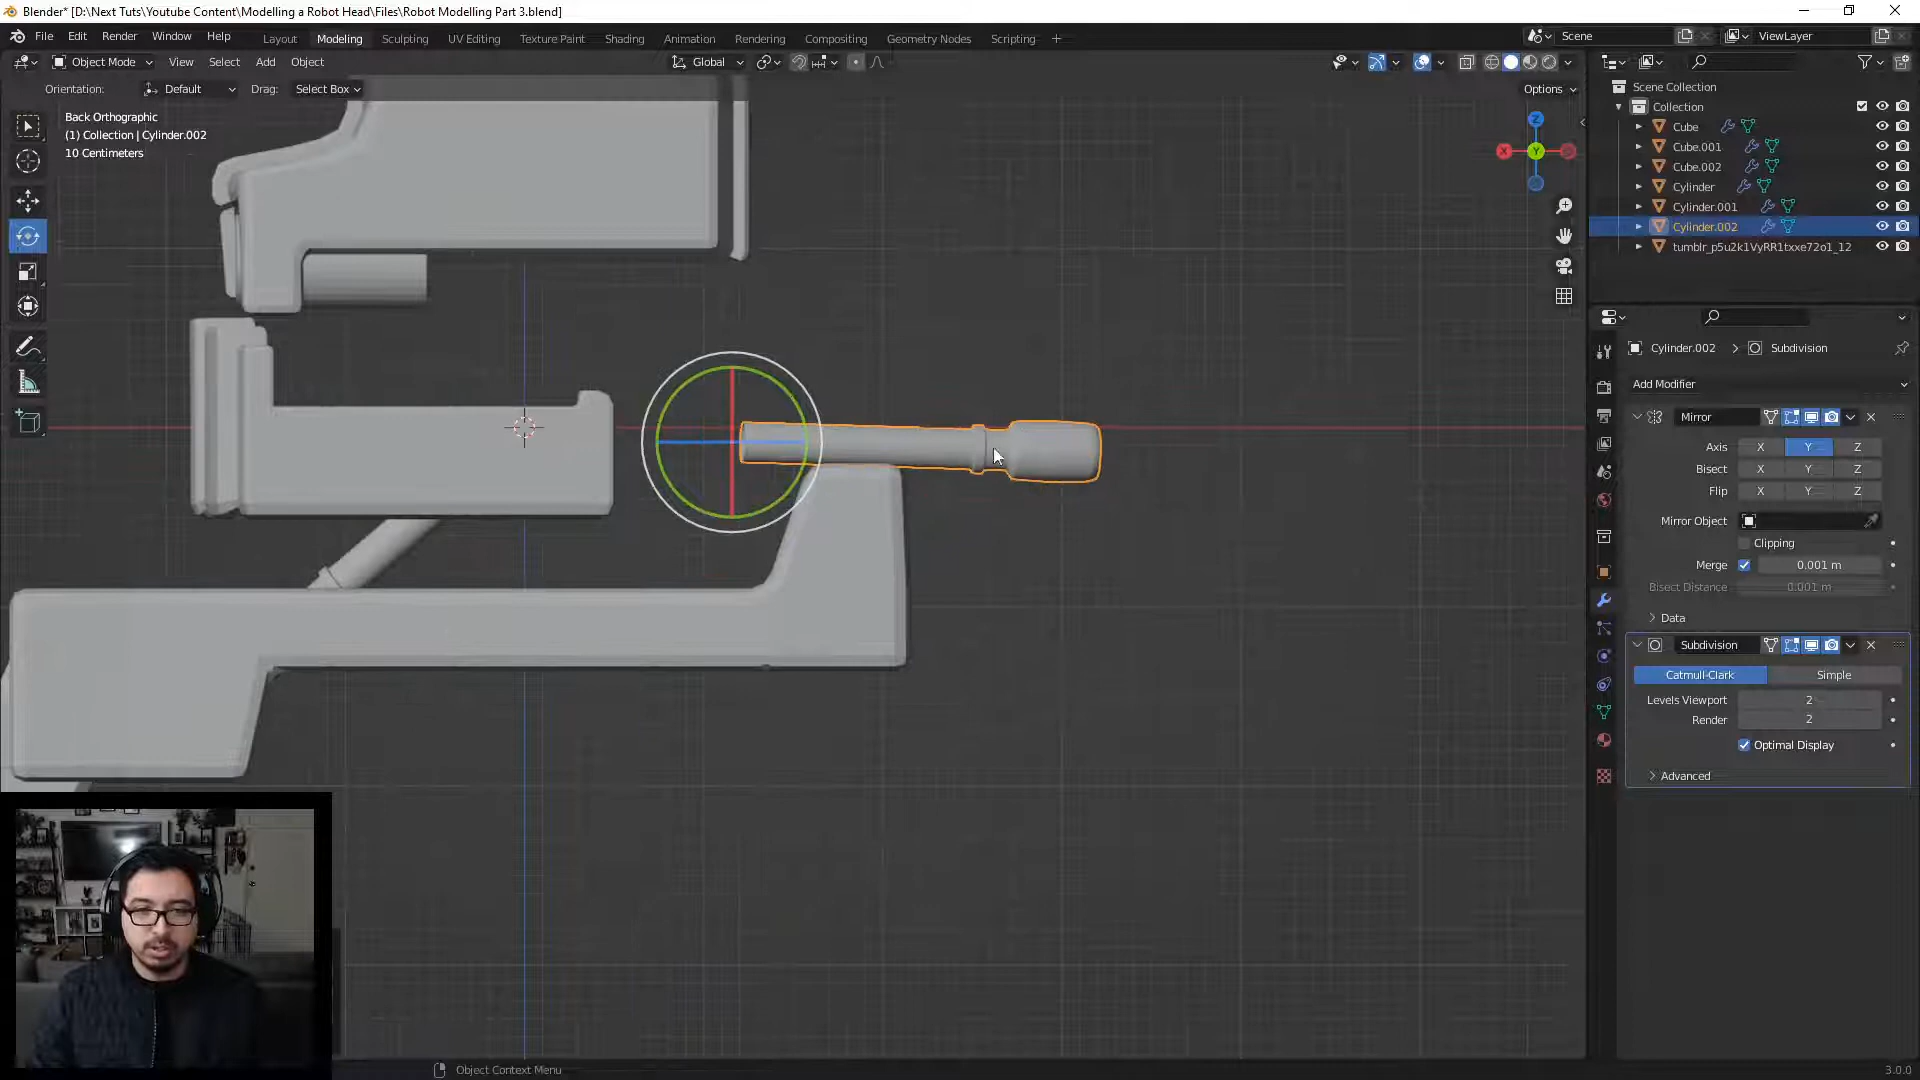 Blender* [D:\Next Tuts\Youtube Content\Modelling a Robot Head\Files\Robot Modelling Part 3.blend]
File Edit Render Window Help Layout Modeling Sculpting UV Editing Texture Paint Shading Animation Rendering Compositing Geometry Nodes Scripting + Scene ViewLayer
Object Mode View Select Add Object Global
Orientation: Default Drag: Select Box Options
Back Orthographic
(1) Collection | Cylinder.002
10 Centimeters
Z
X
Y
Scene Collection
Collection
Cube
Cube.001
Cube.002
Cylinder
Cylinder.001
Cylinder.002
tumblr_p5u2k1VyRR1txxe72o1_12
Cylinder.002 > Subdivision
Add Modifier
Mirror
Axis X Y Z
Bisect X Y Z
Flip X Y Z
Mirror Object
Clipping
Merge 0.001 m
Bisect Distance 0.001 m
Data
Subdivision
Catmull-Clark Simple
Levels Viewport 2
Render 2
Optimal Display
Advanced
Object Context Menu
3.0.0